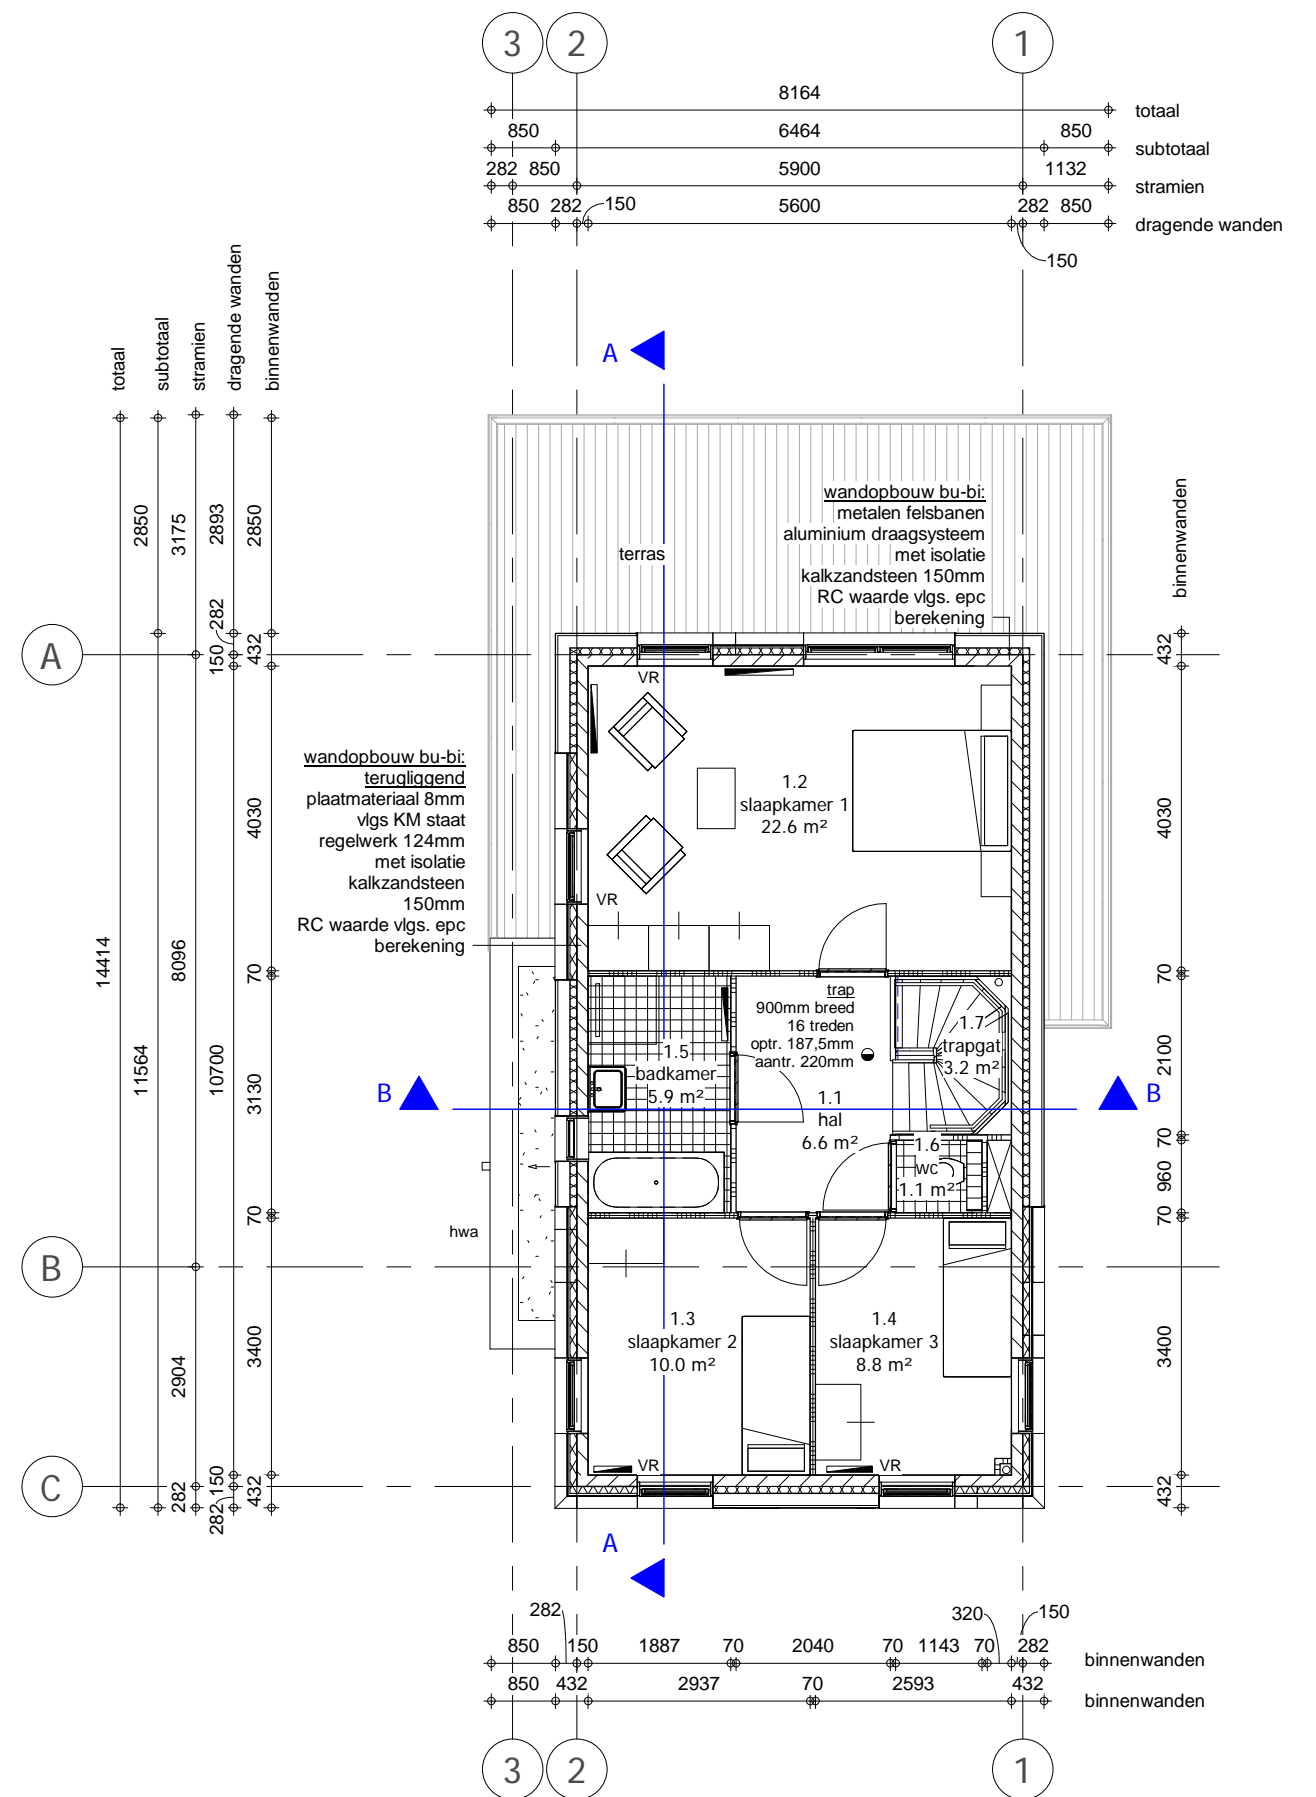 3
2
1
8164
totaal
850
6464
850
subtotaal
282
850
5900
1132
stramien
850
282
150
5600
282
850
dragende wanden
150
totaal
subtotaal
stramien
dragende wanden
binnenwanden
A
2850
3175
2893
2850
282
150
432
4030
14414
11564
8096
10700
70
3130
70
3400
2904
282
150
282
432
A
B
C
terras
wandopbouw bu-bi:
metalen felsbanen
aluminium draagsysteem
met isolatie
kalkzandsteen 150mm
RC waarde vlgs. epc
berekening
binnenwanden
432
4030
70
2100
70
960
70
3400
432
wandopbouw bu-bi:
terugliggend
plaatmateriaal 8mm
vlgs KM staat
regelwerk 124mm
met isolatie
kalkzandsteen
150mm
RC waarde vlgs. epc
berekening
VR
1.2
slaapkamer 1
22.6 m²
VR
trap
900mm breed
16 treden
optr. 187,5mm
aantr. 220mm
1.7
trapgat
3.2 m²
1.5
badkamer
5.9 m²
B
B
1.1
hal
6.6 m²
1.6
wc
1.1 m²
hwa
1.3
slaapkamer 2
10.0 m²
1.4
slaapkamer 3
8.8 m²
VR
VR
A
282
320
150
850
150
1887
70
2040
70
1143
70
282
binnenwanden
850
432
2937
70
2593
432
binnenwanden
3
2
1